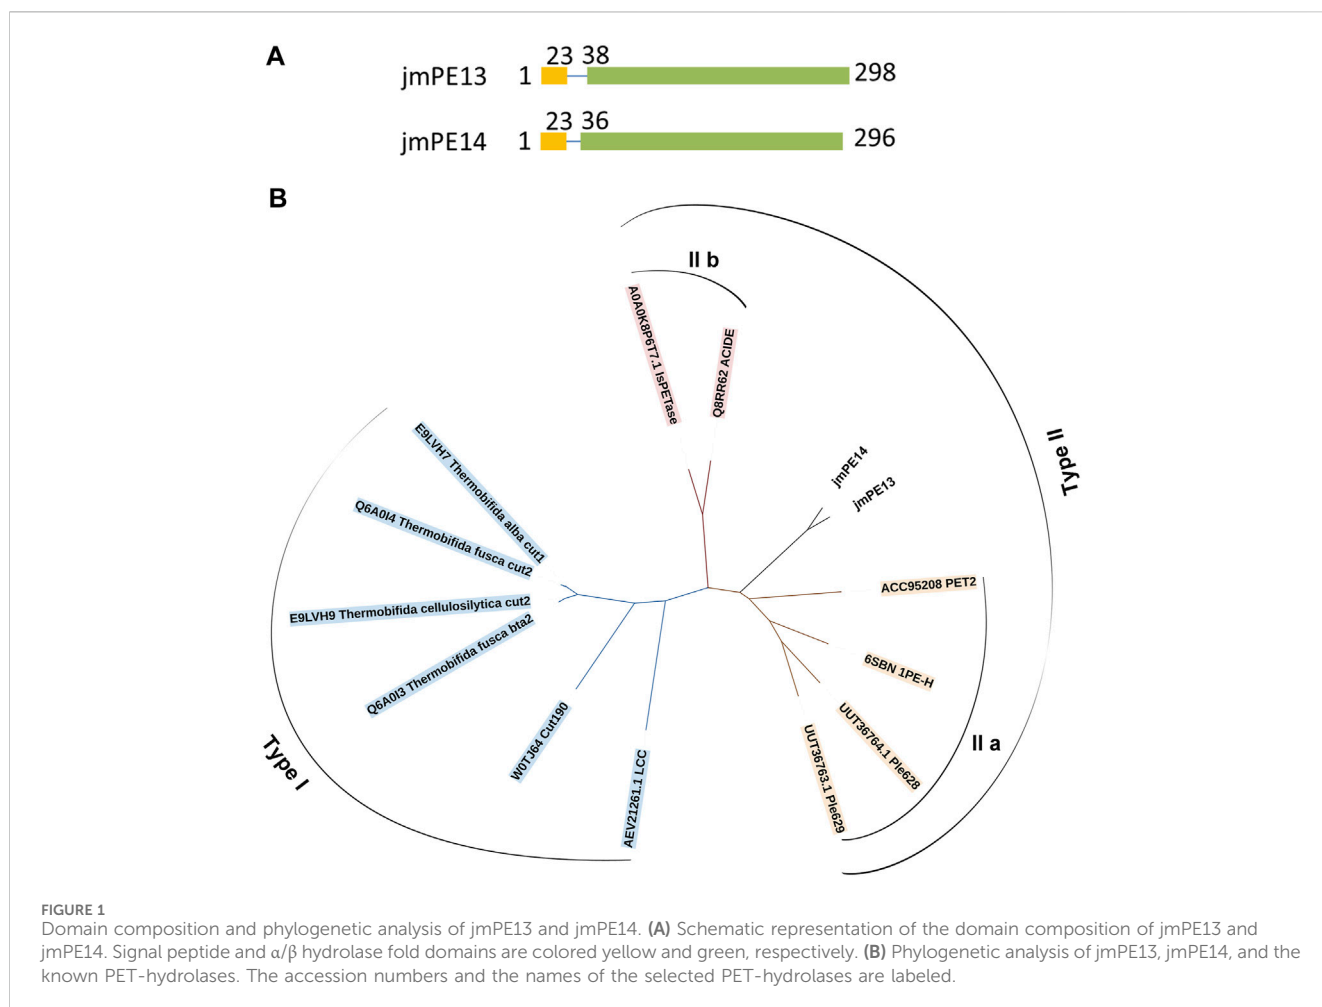 A
jmPE13 1 23 38 298
jmPE14 1 23 36 296
B
II b
A0A0K8P6T7.1 IsPETase
Q8RR62 ACIDE
Type II
jmPE14
jmPE13
E9LVH7 Thermobifida alba cut1
Q6A0I4 Thermobifida fusca cut2
E9LVH9 Thermobifida cellulosilytica cut2
Q6A0I3 Thermobifida fusca bta2
W0TJ64 Cut190
AEV21261.1 LCC
Type I
ACC95208 PET2
6SBN 1PE-H
UUT36764.1 Ple628
UUT36763.1 Ple629
II a
FIGURE 1
Domain composition and phylogenetic analysis of jmPE13 and jmPE14. (A) Schematic representation of the domain composition of jmPE13 and
jmPE14. Signal peptide and α/β hydrolase fold domains are colored yellow and green, respectively. (B) Phylogenetic analysis of jmPE13, jmPE14, and the
known PET-hydrolases. The accession numbers and the names of the selected PET-hydrolases are labeled.